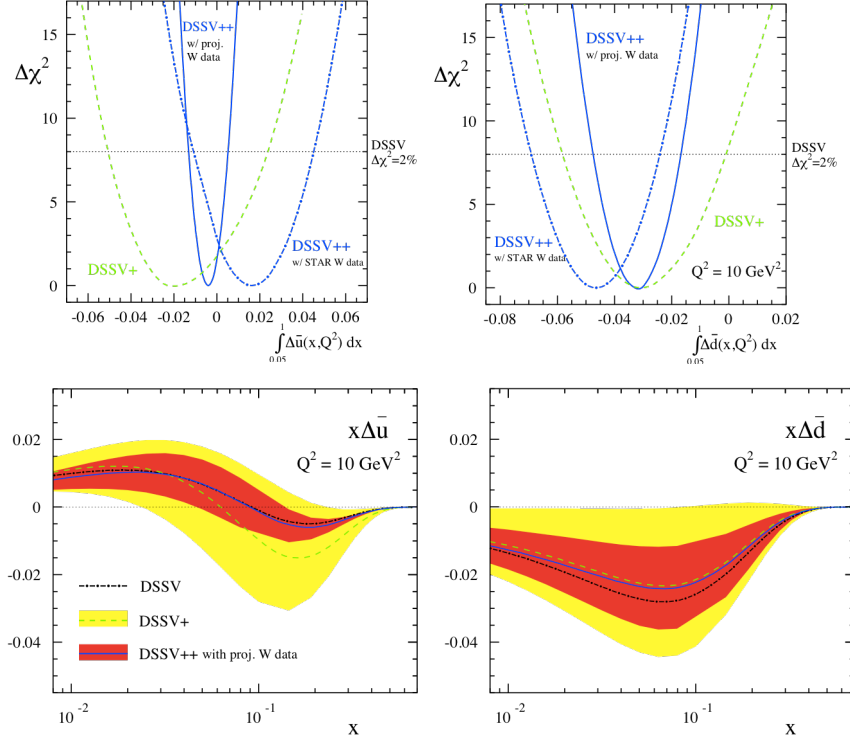 15
10
5
0
Δχ²
DSSV++
w/ proj.
W data
DSSV
Δχ²=2%
DSSV+
DSSV++
w/ STAR W data
-0.06
-0.04
-0.02
0
0.02
0.04
0.06
∫Δū(x,Q²) dx
1
0.05
15
10
5
0
Δχ²
DSSV++
w/ proj. W data
DSSV
Δχ²=2%
DSSV+
DSSV++
w/ STAR W data
Q² = 10 GeV²
-0.08
-0.06
-0.04
-0.02
0
0.02
∫Δd̄(x,Q²) dx
1
0.05
0.02
0
-0.02
-0.04
xΔū
Q² = 10 GeV²
DSSV
DSSV+
DSSV++ with proj. W data
10⁻²
10⁻¹
x
0.02
0
-0.02
-0.04
xΔd̄
Q² = 10 GeV²
10⁻²
10⁻¹
x